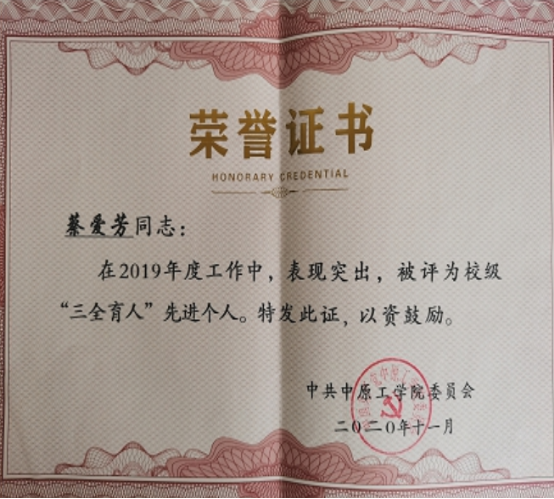 荣誉证书
HONORARY CREDENTIAL
蔡爱芳同志：
在2019年度工作中，表现突出，被评为校级
“三全育人”先进个人。特发此证，以资鼓励。
中共中原工学院委员会
二〇二〇年十一月